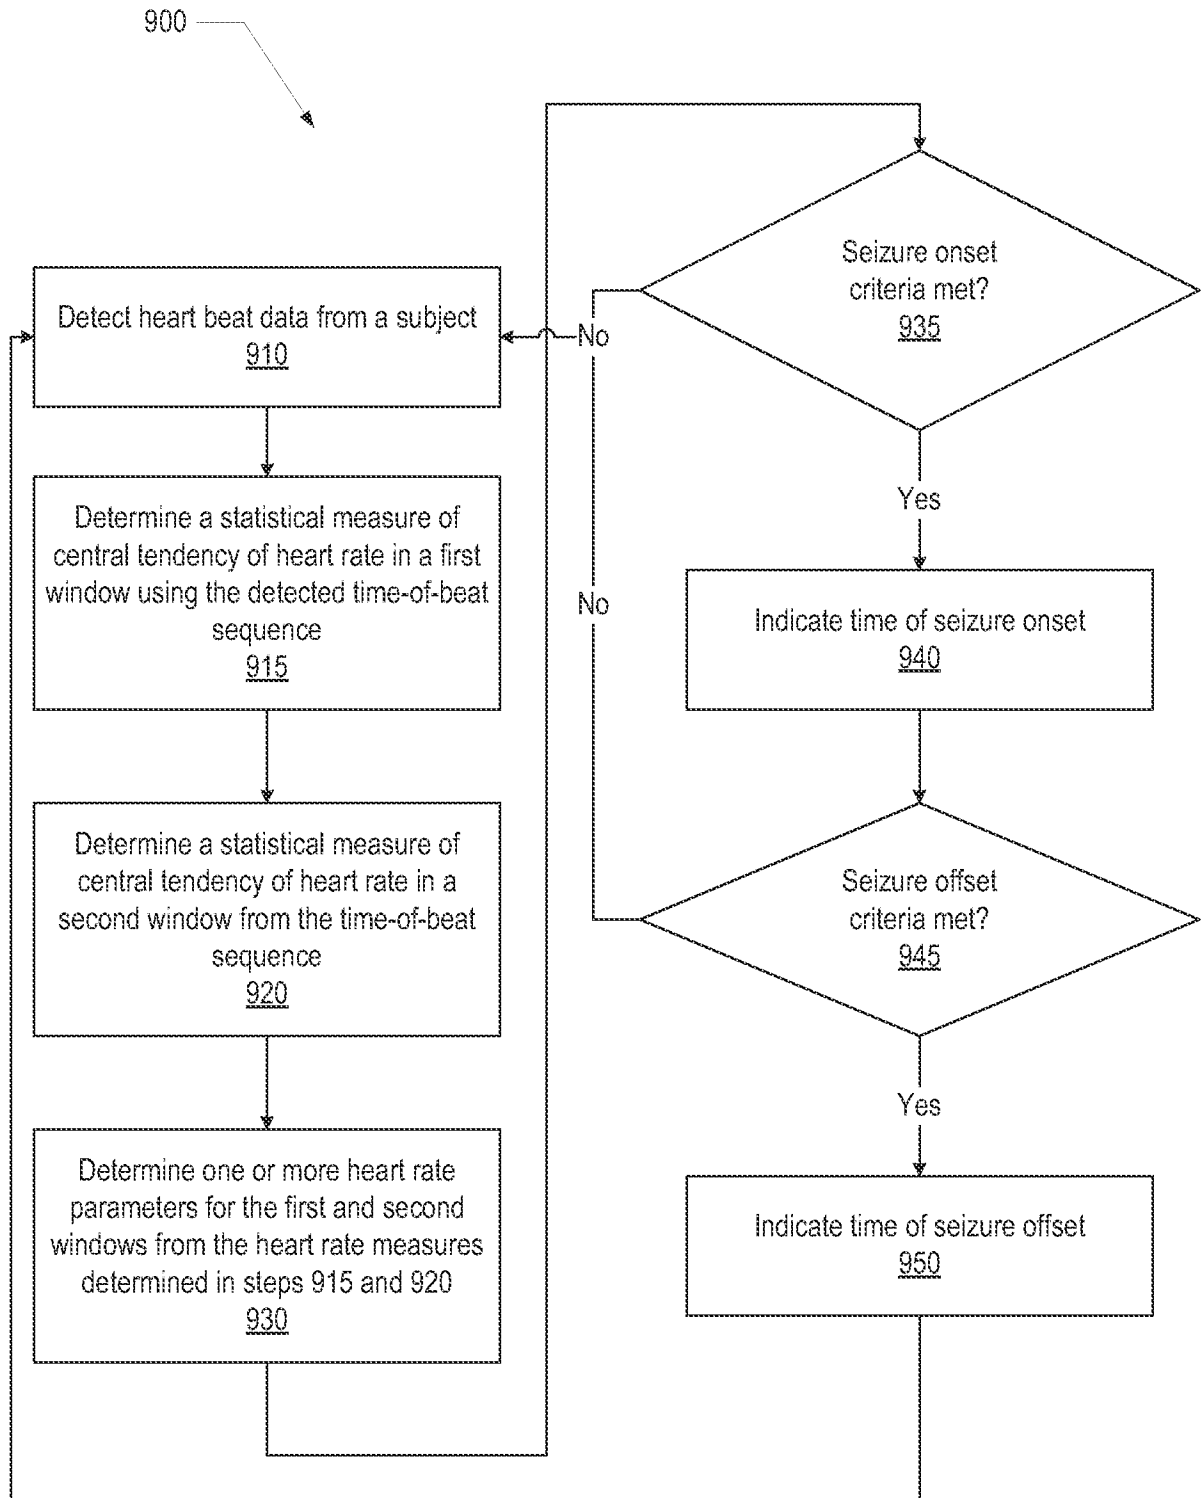 900
Detect heart beat data from a subject
910
Determine a statistical measure of
central tendency of heart rate in a first
window using the detected time-of-beat
sequence
915
Determine a statistical measure of
central tendency of heart rate in a
second window from the time-of-beat
sequence
920
Determine one or more heart rate
parameters for the first and second
windows from the heart rate measures
determined in steps 915 and 920
930
Seizure onset
criteria met?
935
No
Yes
Indicate time of seizure onset
940
No
Seizure offset
criteria met?
945
Yes
Indicate time of seizure offset
950